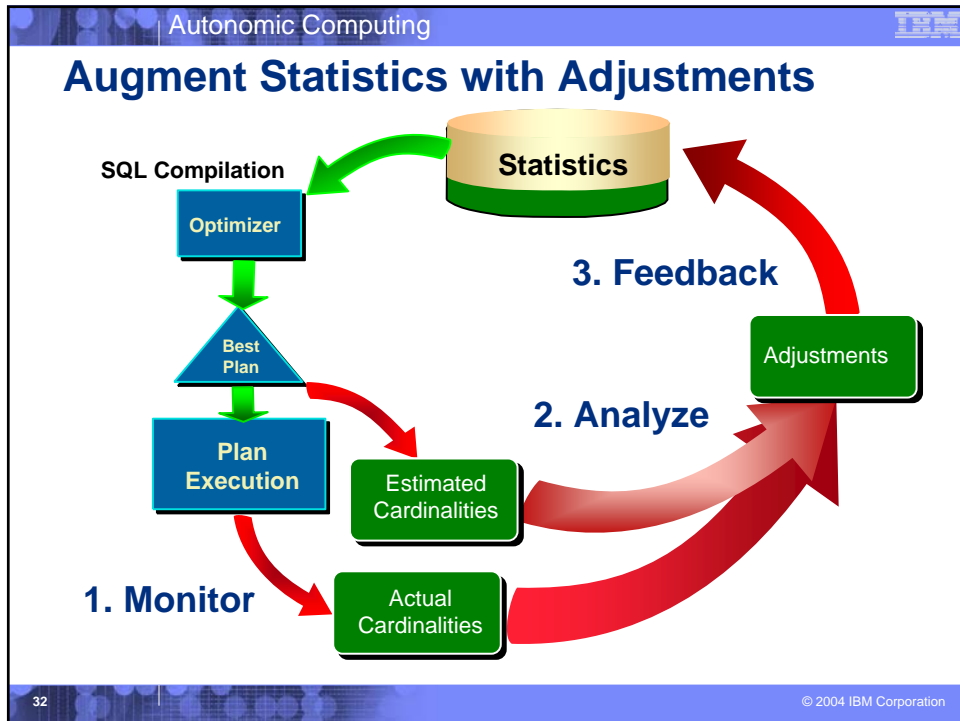 Autonomic Computing
IBM
Augment Statistics with Adjustments
Statistics
SQL Compilation
Optimizer
3. Feedback
Best
Plan
Adjustments
2. Analyze
Plan
Execution
Estimated
Cardinalities
1. Monitor
Actual
Cardinalities
32
© 2004 IBM Corporation